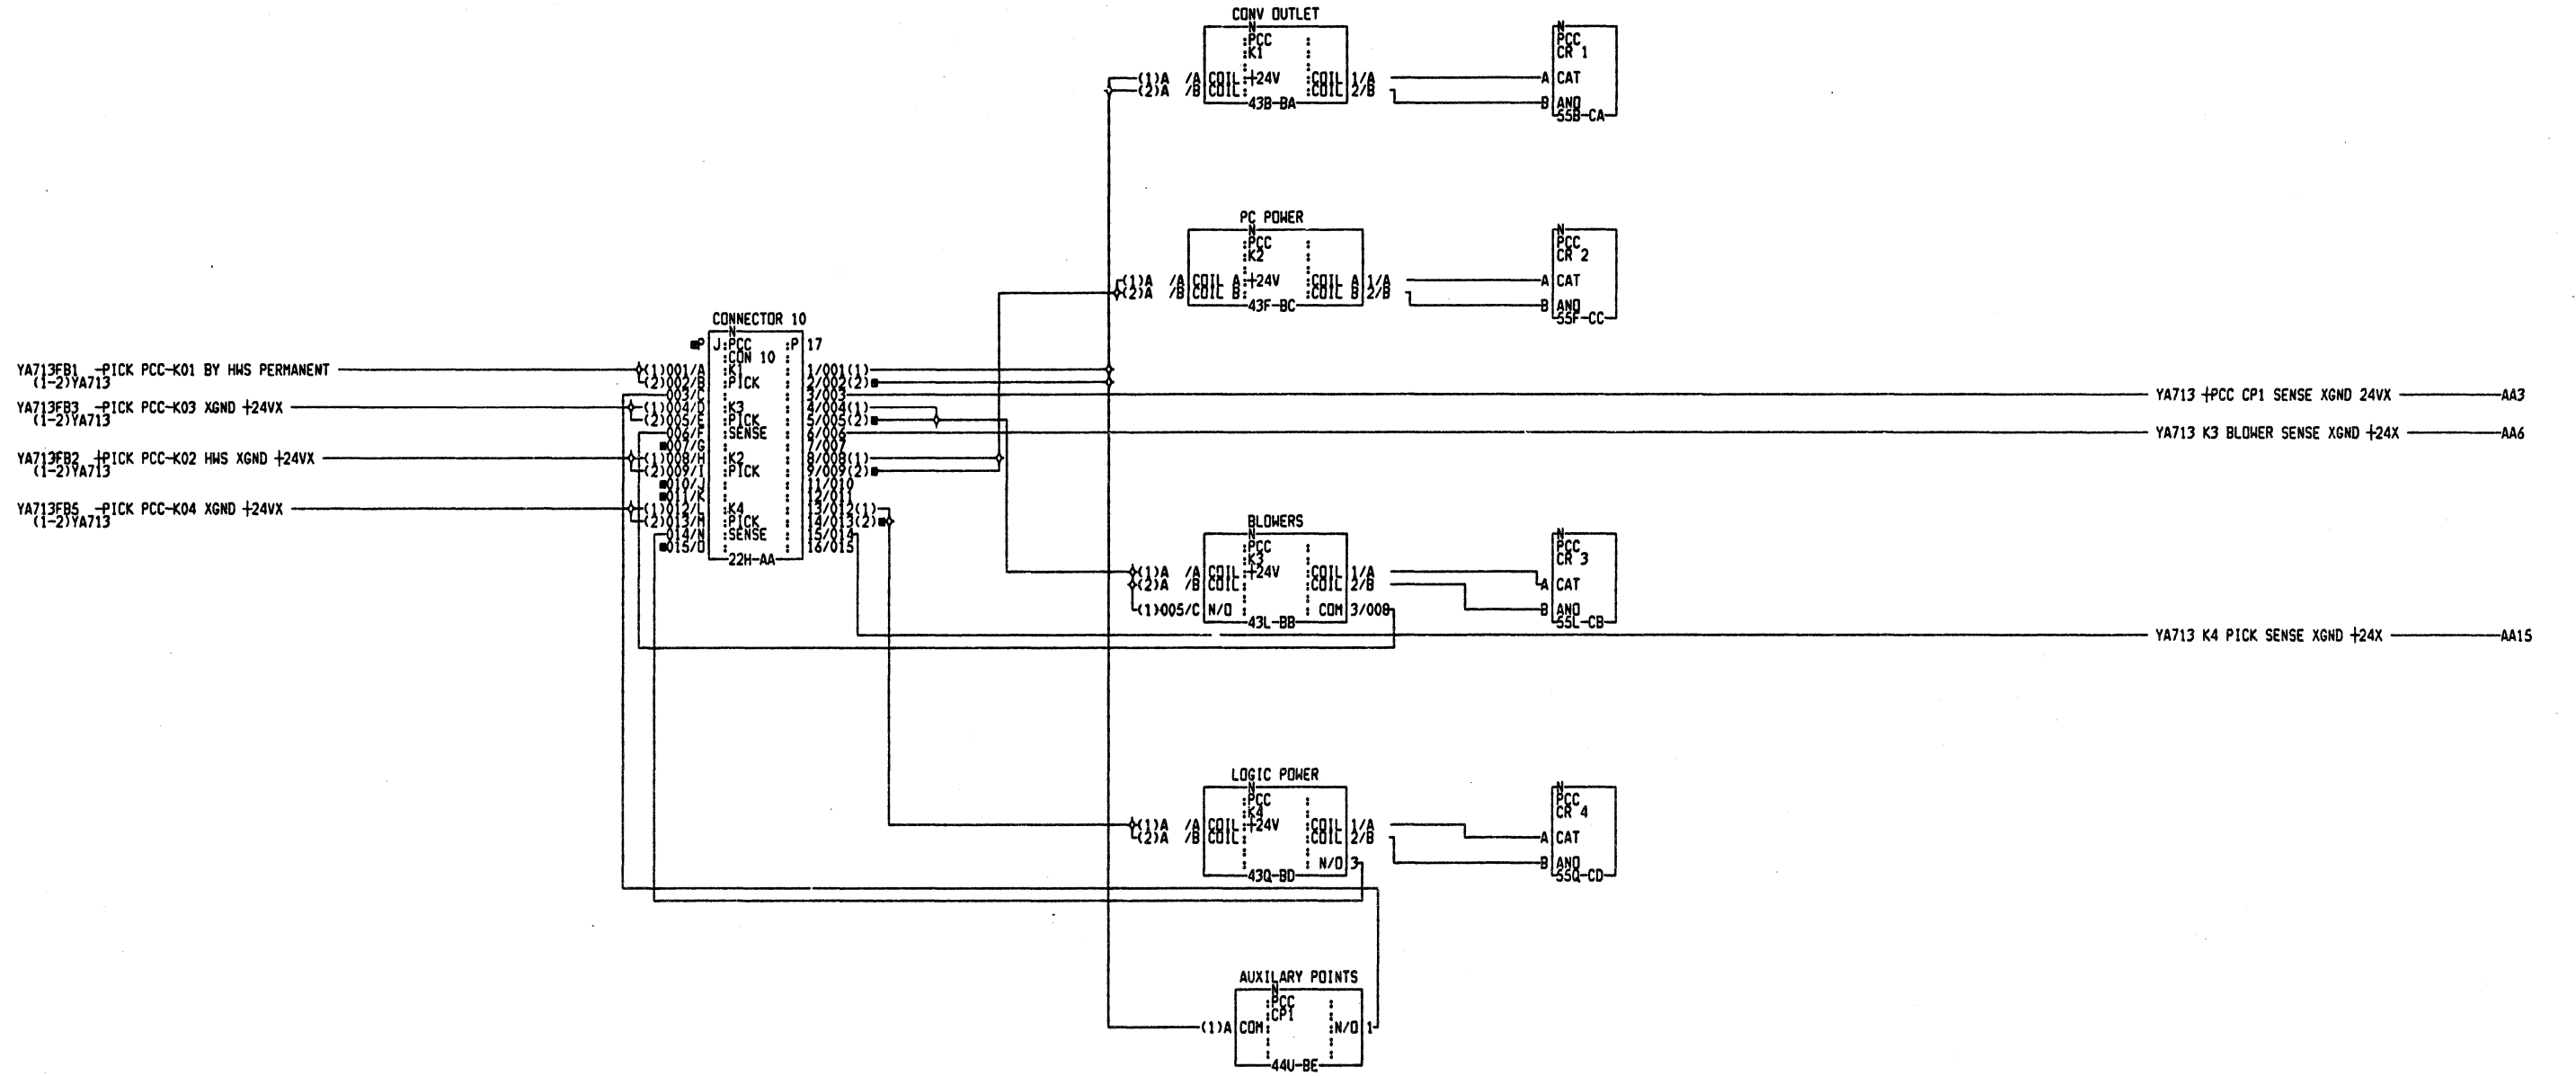 CONV OUTLET
N
:PCC :
:K1 :
(1)A /A COIL:+24V :COIL 1/A
(2)A /B COIL: :COIL 2/B
43B-BA
N
PCC
CR 1
A CAT
B ANO
55B-CA
PC POWER
N
:PCC :
:K2 :
(1)A /A COIL A:+24V :COIL A 1/A
(2)A /B COIL B: :COIL B 2/B
43F-BC
N
PCC
CR 2
A CAT
B ANO
55F-CC
CONNECTOR 10
N
P J:PCC :P 17
:CON 10 :
YA713FB1 -PICK PCC-K01 BY HWS PERMANENT (1)001/A :K1 : 1/001(1)
(1-2)YA713 (2)002/B :PICK : 2/002(2)
003/C : : 3/003 YA713 +PCC CP1 SENSE XGND 24VX AA3
YA713FB3 -PICK PCC-K03 XGND +24VX (1)004/D :K3 : 4/004(1)
(1-2)YA713 (2)005/E :PICK : 5/005(2)
006/F :SENSE : 6/006 YA713 K3 BLOWER SENSE XGND +24X AA6
007/G : : 7/007
YA713FB2 +PICK PCC-K02 HWS XGND +24VX (1)008/H :K2 : 8/008(1)
(1-2)YA713 (2)009/I :PICK : 9/009(2)
010/J : : 11/010
011/K : : 12/011
YA713FB5 -PICK PCC-K04 XGND +24VX (1)012/L :K4 : 13/012(1)
(1-2)YA713 (2)013/M :PICK : 14/013(2)
014/N :SENSE : 15/014
015/O : : 16/015
22H-AA
BLOWERS
N
:PCC :
:K3 :
(1)A /A COIL:+24V :COIL 1/A
(2)A /B COIL: :COIL 2/B
(1)005/C N/O : : COM 3/008
43L-BB
N
PCC
CR 3
A CAT
B ANO
55L-CB
YA713 K4 PICK SENSE XGND +24X AA15
LOGIC POWER
N
:PCC :
:K4 :
(1)A /A COIL:+24V :COIL 1/A
(2)A /B COIL: :COIL 2/B
: : N/O 3
43Q-BD
N
PCC
CR 4
A CAT
B ANO
55Q-CD
AUXILARY POINTS
N
:PCC :
:CP1 :
(1)A COM: :N/O 1
44U-BE